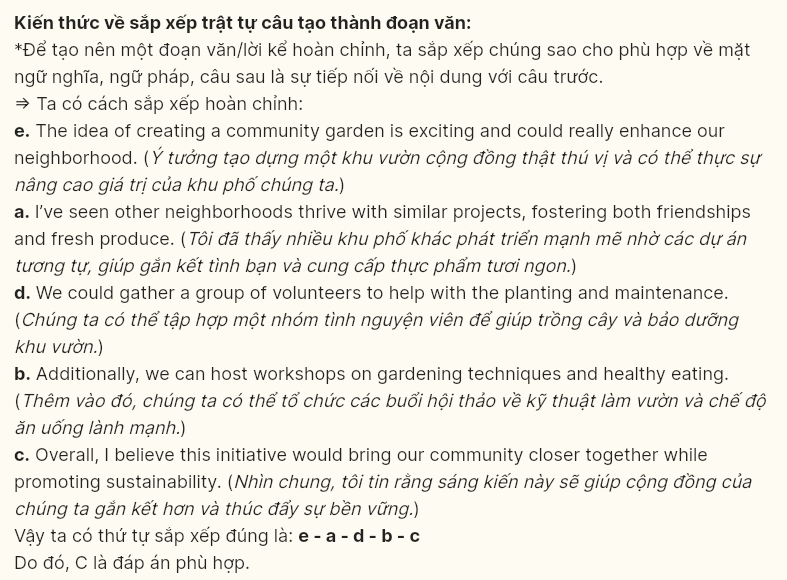 Kiến thức về sắp xếp trật tự câu tạo thành đoạn văn:
*Để tạo nên một đoạn văn/lời kể hoàn chỉnh, ta sắp xếp chúng sao cho phù hợp về mặt
ngữ nghĩa, ngữ pháp, câu sau là sự tiếp nối về nội dung với câu trước.
⇒ Ta có cách sắp xếp hoàn chỉnh:
e. The idea of creating a community garden is exciting and could really enhance our
neighborhood. (Ý tưởng tạo dựng một khu vườn cộng đồng thật thú vị và có thể thực sự
nâng cao giá trị của khu phố chúng ta.)
a. I’ve seen other neighborhoods thrive with similar projects, fostering both friendships
and fresh produce. (Tôi đã thấy nhiều khu phố khác phát triển mạnh mẽ nhờ các dự án
tương tự, giúp gắn kết tình bạn và cung cấp thực phẩm tươi ngon.)
d. We could gather a group of volunteers to help with the planting and maintenance.
(Chúng ta có thể tập hợp một nhóm tình nguyện viên để giúp trồng cây và bảo dưỡng
khu vườn.)
b. Additionally, we can host workshops on gardening techniques and healthy eating.
(Thêm vào đó, chúng ta có thể tổ chức các buổi hội thảo về kỹ thuật làm vườn và chế độ
ăn uống lành mạnh.)
c. Overall, I believe this initiative would bring our community closer together while
promoting sustainability. (Nhìn chung, tôi tin rằng sáng kiến này sẽ giúp cộng đồng của
chúng ta gắn kết hơn và thúc đẩy sự bền vững.)
Vậy ta có thứ tự sắp xếp đúng là: e - a - d - b - c
Do đó, C là đáp án phù hợp.